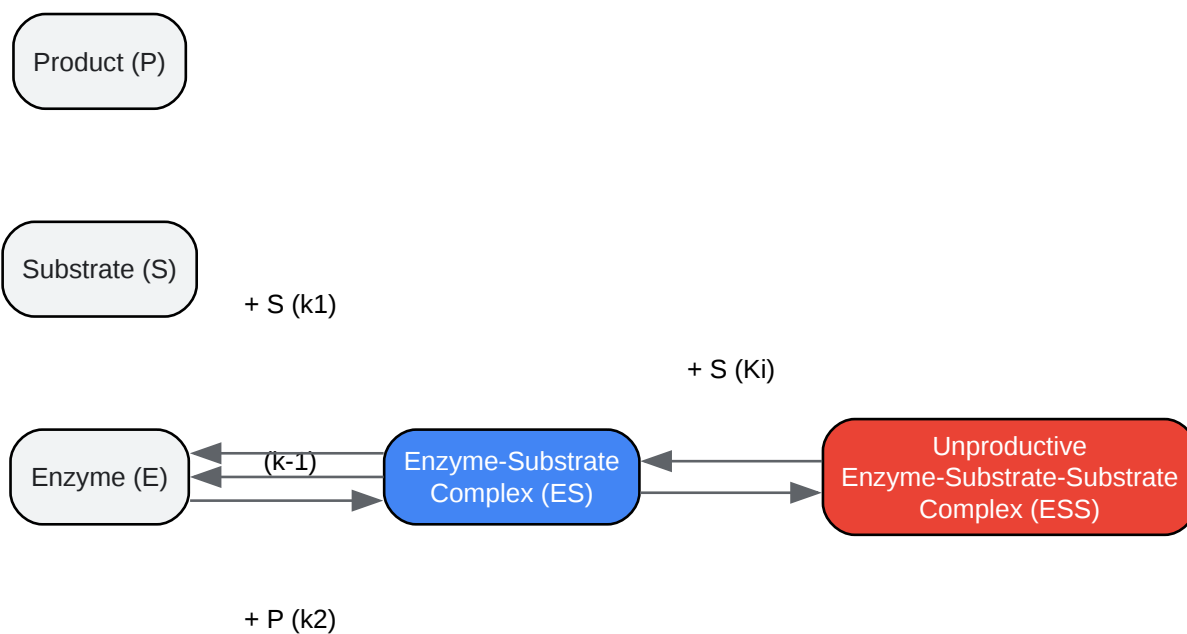 Product (P)
Substrate (S)
+ S (k1)
+ S (Ki)
Enzyme (E)
(k-1)
Enzyme-Substrate
Complex (ES)
Unproductive
Enzyme-Substrate-Substrate
Complex (ESS)
+ P (k2)